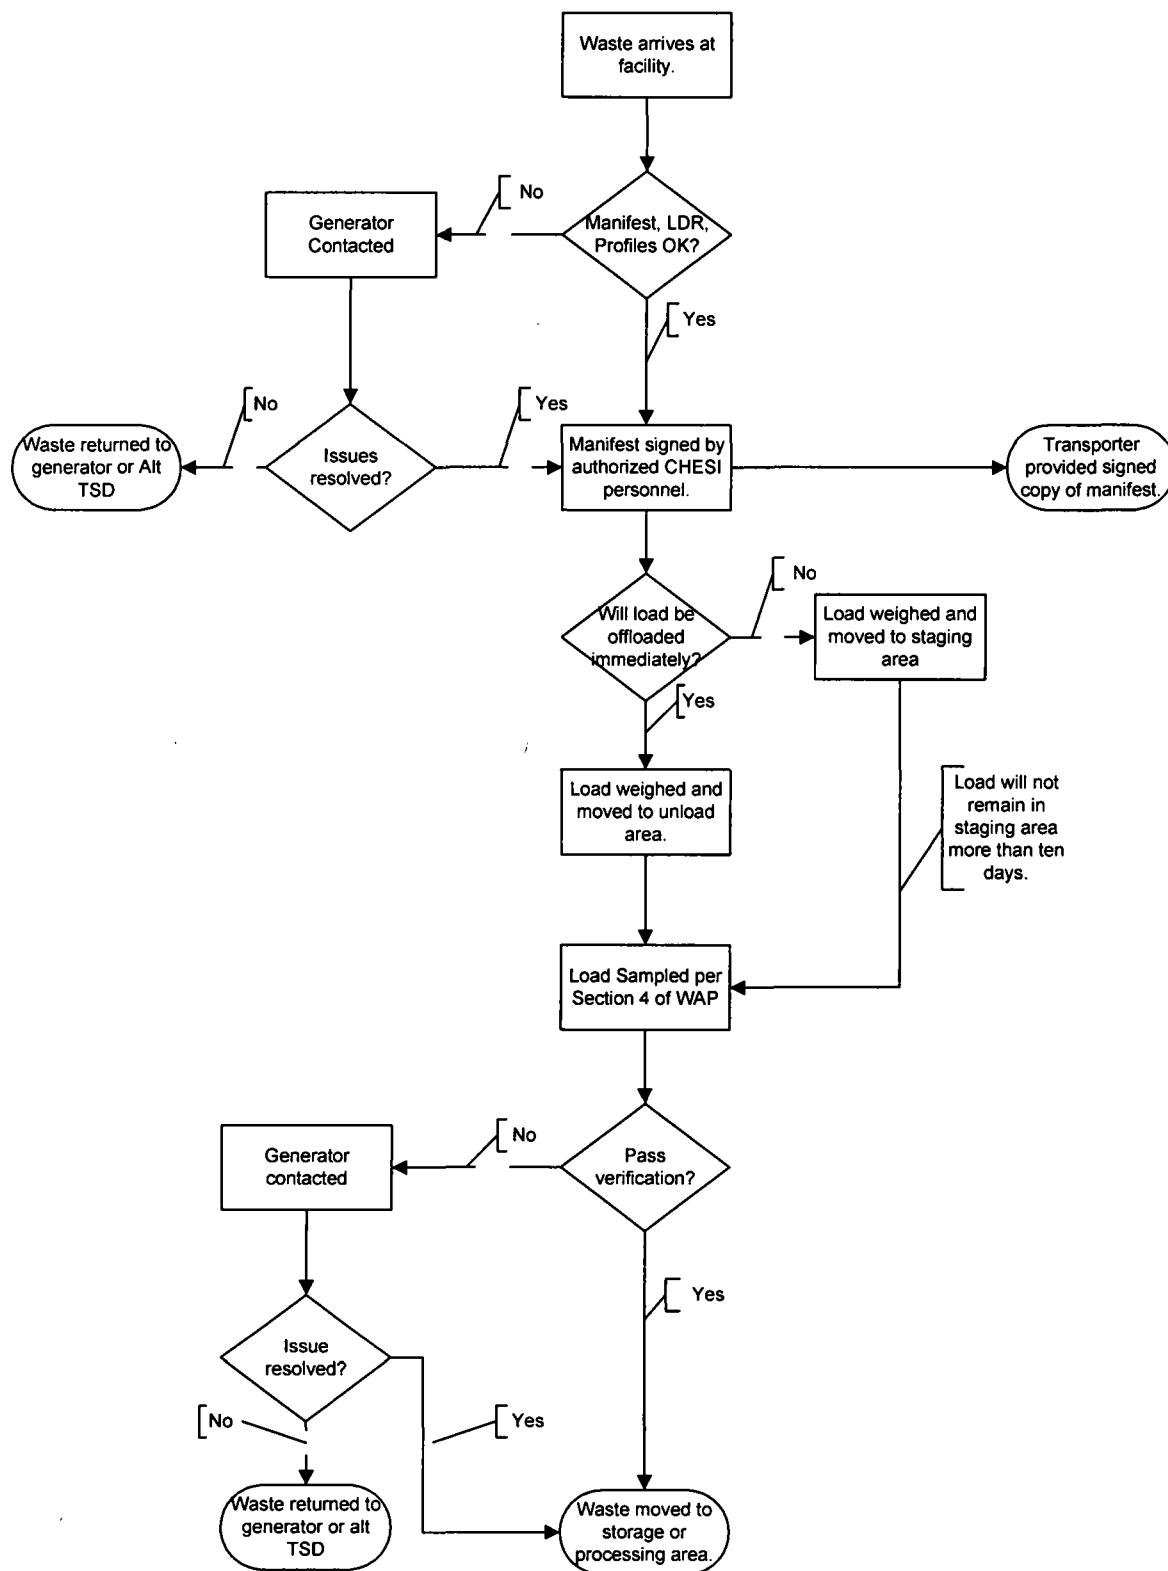 Waste arrives at
facility.
No
Generator
Contacted
Manifest, LDR,
Profiles OK?
Yes
No
Yes
Waste returned to
generator or Alt
TSD
Issues
resolved?
Manifest signed by
authorized CHESI
personnel.
Transporter
provided signed
copy of manifest.
No
Will load be
offloaded
immediately?
Load weighed and
moved to staging
area
Yes
Load weighed and
moved to unload
area.
Load will not
remain in
staging area
more than ten
days.
Load Sampled per
Section 4 of WAP
No
Generator
contacted
Pass
verification?
Yes
Issue
resolved?
No
Yes
Waste returned to
generator or alt
TSD
Waste moved to
storage or
processing area.